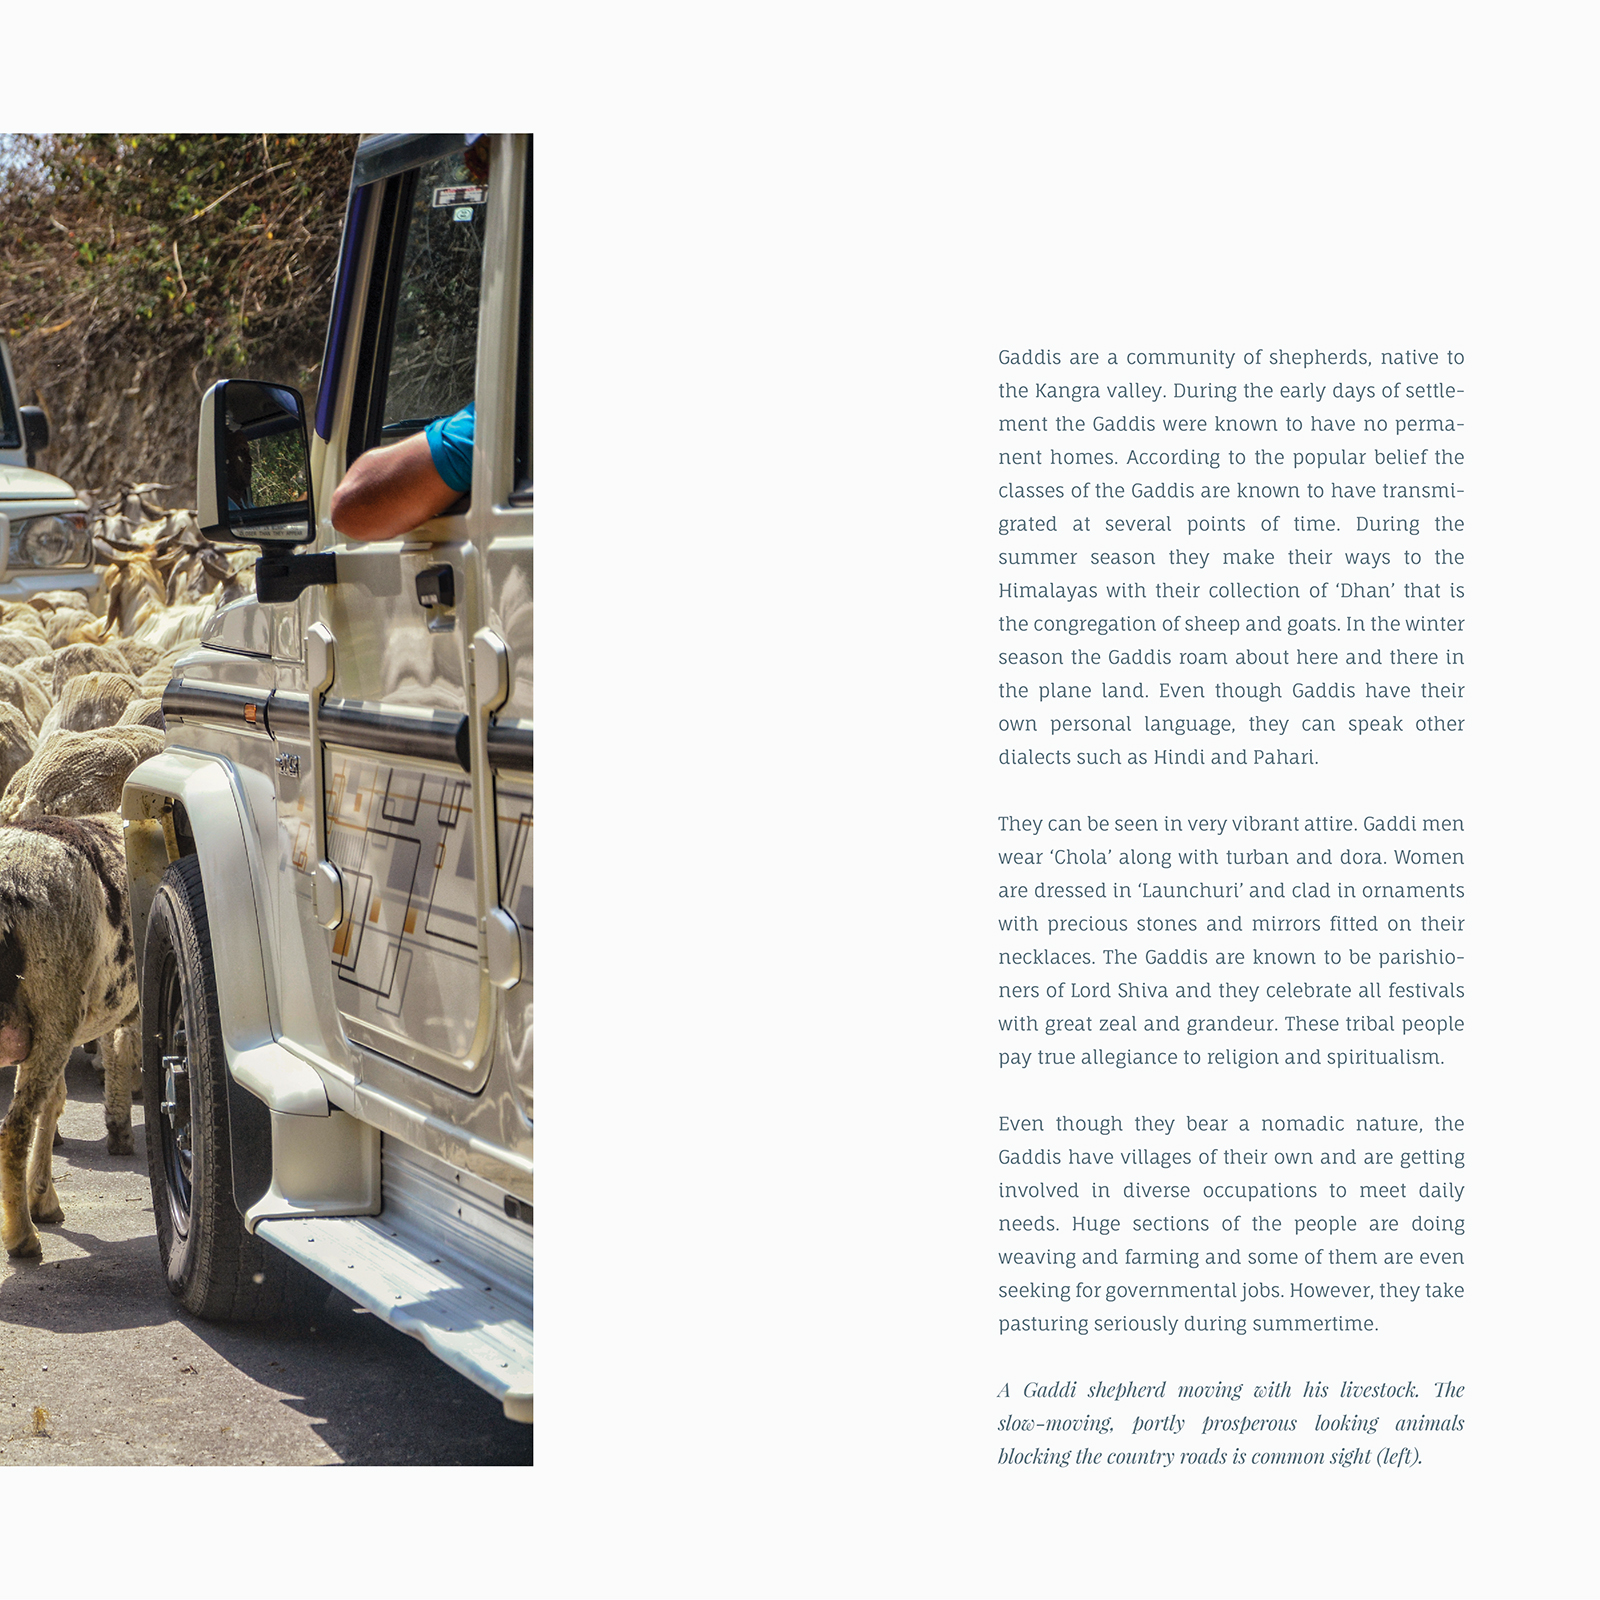 Gaddis are a community of shepherds, native to
the Kangra valley. During the early days of settle-
ment the Gaddis were known to have no perma-
nent homes. According to the popular belief the
classes of the Gaddis are known to have transmi-
grated at several points of time. During the
summer season they make their ways to the
Himalayas with their collection of ‘Dhan’ that is
the congregation of sheep and goats. In the winter
season the Gaddis roam about here and there in
the plane land. Even though Gaddis have their
own personal language, they can speak other
dialects such as Hindi and Pahari.
They can be seen in very vibrant attire. Gaddi men
wear ‘Chola’ along with turban and dora. Women
are dressed in ‘Launchuri’ and clad in ornaments
with precious stones and mirrors fitted on their
necklaces. The Gaddis are known to be parishio-
ners of Lord Shiva and they celebrate all festivals
with great zeal and grandeur. These tribal people
pay true allegiance to religion and spiritualism.
Even though they bear a nomadic nature, the
Gaddis have villages of their own and are getting
involved in diverse occupations to meet daily
needs. Huge sections of the people are doing
weaving and farming and some of them are even
seeking for governmental jobs. However, they take
pasturing seriously during summertime.
A Gaddi shepherd moving with his livestock. The
slow-moving, portly prosperous looking animals
blocking the country roads is common sight (left).